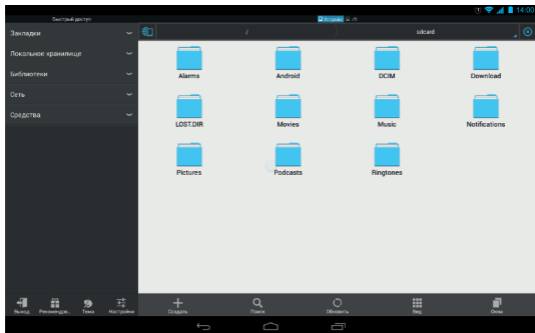 14:00
Быстрый доступ
Закладки
Локальное хранилище
Библиотеки
Сеть
Средства
/
sdcard
Alarms
Android
DCIM
Download
LOST.DIR
Movies
Music
Notifications
Pictures
Podcasts
Ringtones
Выход
Рекомендов..
Тема
Настройки
Создать
Поиск
Обновить
Вид
Окна